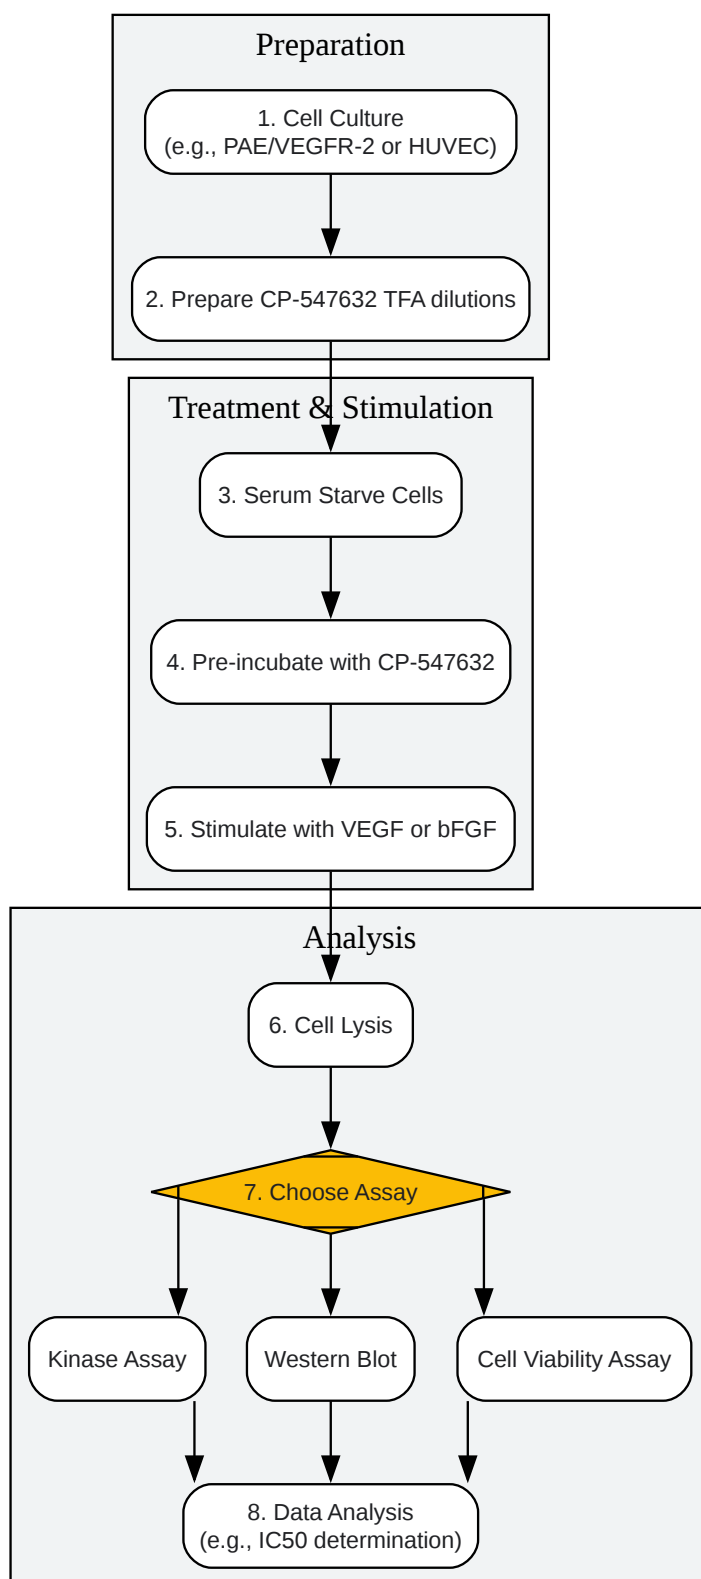 Preparation
1. Cell Culture
(e.g., PAE/VEGFR-2 or HUVEC)
2. Prepare CP-547632 TFA dilutions
Treatment & Stimulation
3. Serum Starve Cells
4. Pre-incubate with CP-547632
5. Stimulate with VEGF or bFGF
Analysis
6. Cell Lysis
7. Choose Assay
Kinase Assay
Western Blot
Cell Viability Assay
8. Data Analysis
(e.g., IC50 determination)